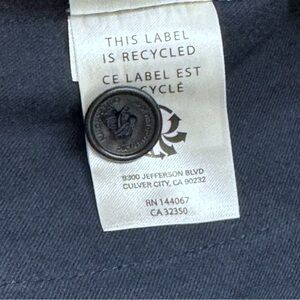 THIS LABEL
IS RECYCLED
CE LABEL EST
CYCLÉ
9300 JEFFERSON BLVD
CULVER CITY, CA 90232
RN 144067
CA 32350